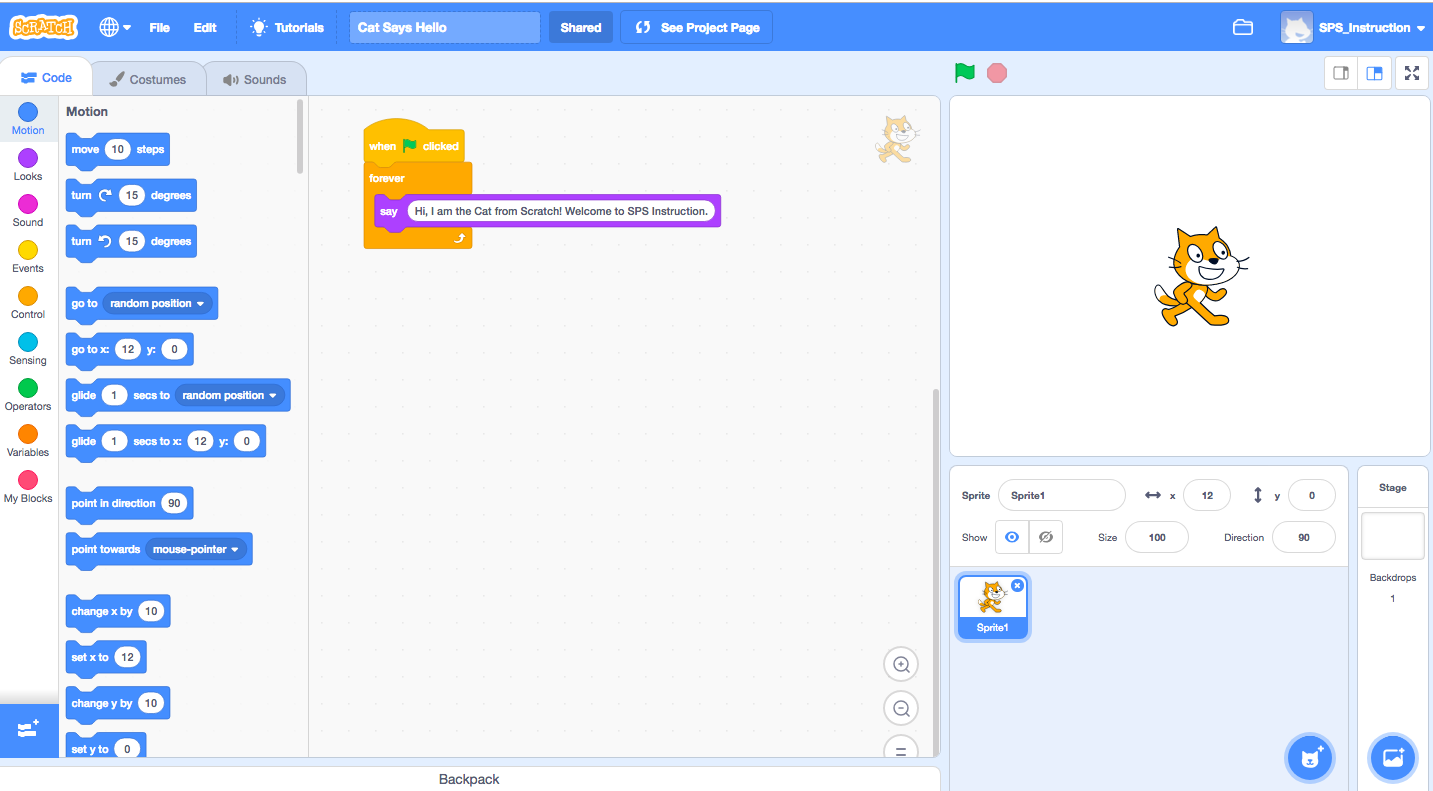 SCRATCH File Edit Tutorials Cat Says Hello Shared See Project Page SPS_Instruction
Code Costumes Sounds
Motion
Looks
Sound
Events
Control
Sensing
Operators
Variables
My Blocks
Motion
move 10 steps
turn 15 degrees
turn 15 degrees
go to random position
go to x: 12 y: 0
glide 1 secs to random position
glide 1 secs to x: 12 y: 0
point in direction 90
point towards mouse-pointer
change x by 10
set x to 12
change y by 10
set y to 0
when clicked
forever
say Hi, I am the Cat from Scratch! Welcome to SPS Instruction.
Backpack
Sprite Sprite1 x 12 y 0
Show Size 100 Direction 90
Sprite1
Stage
Backdrops
1